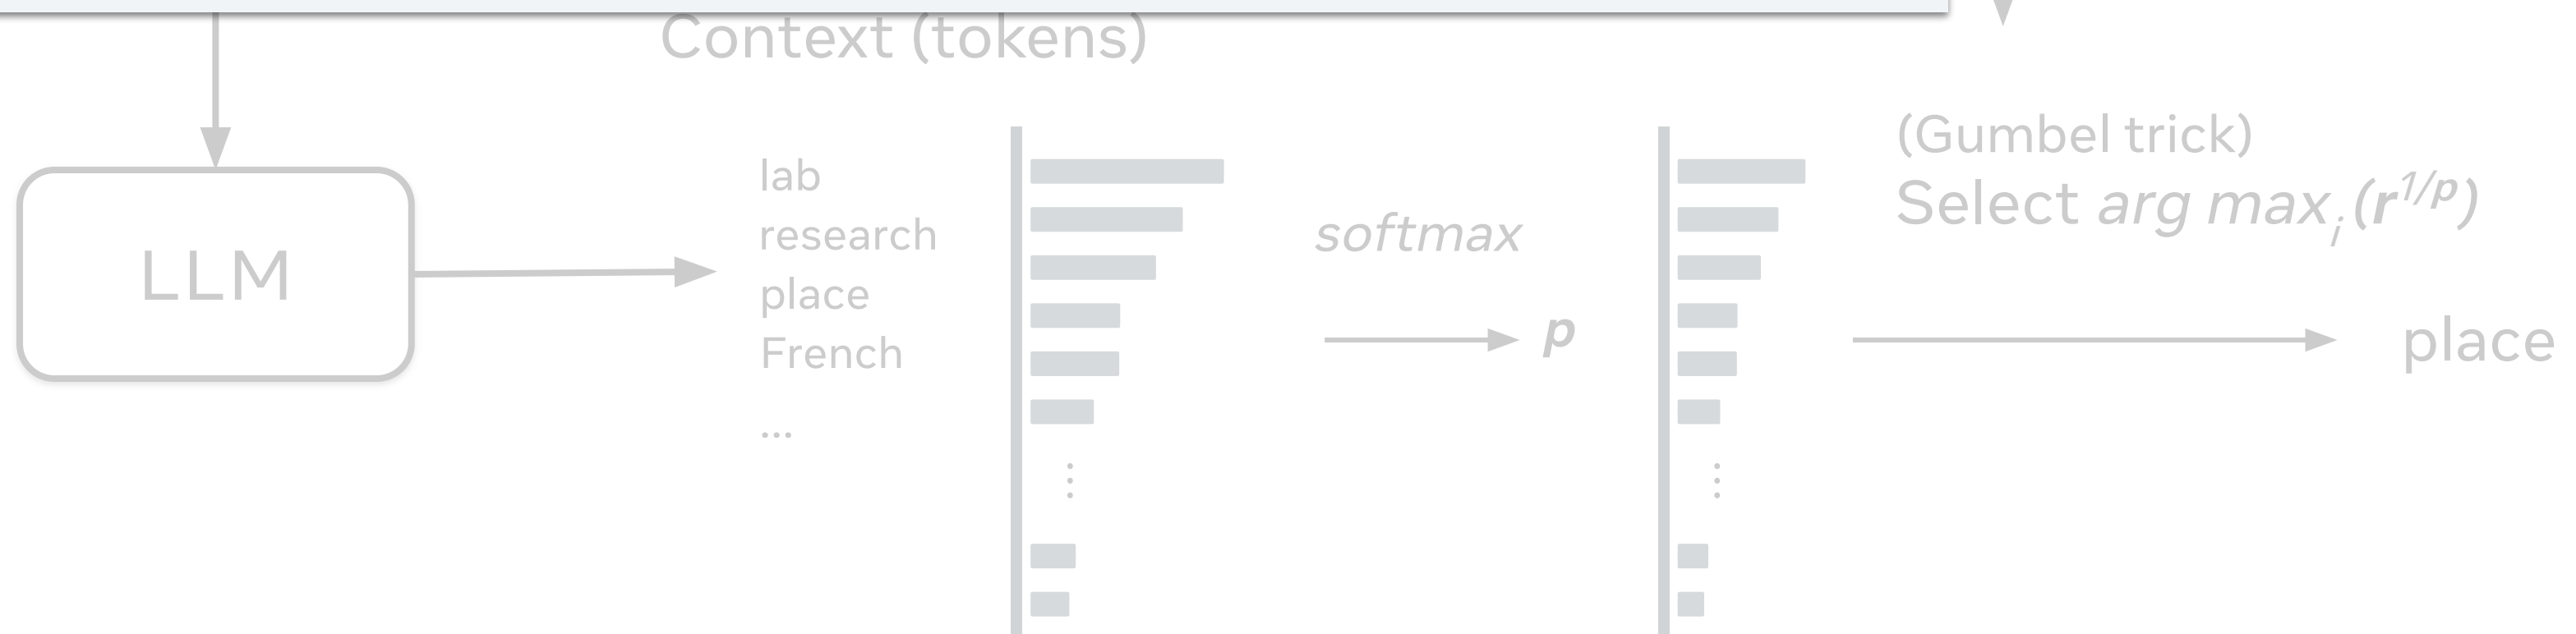 Context (tokens)
LLM
lab
research
place
French
...
softmax
p
(Gumbel trick)
Select arg max_i (r^1/p)
place